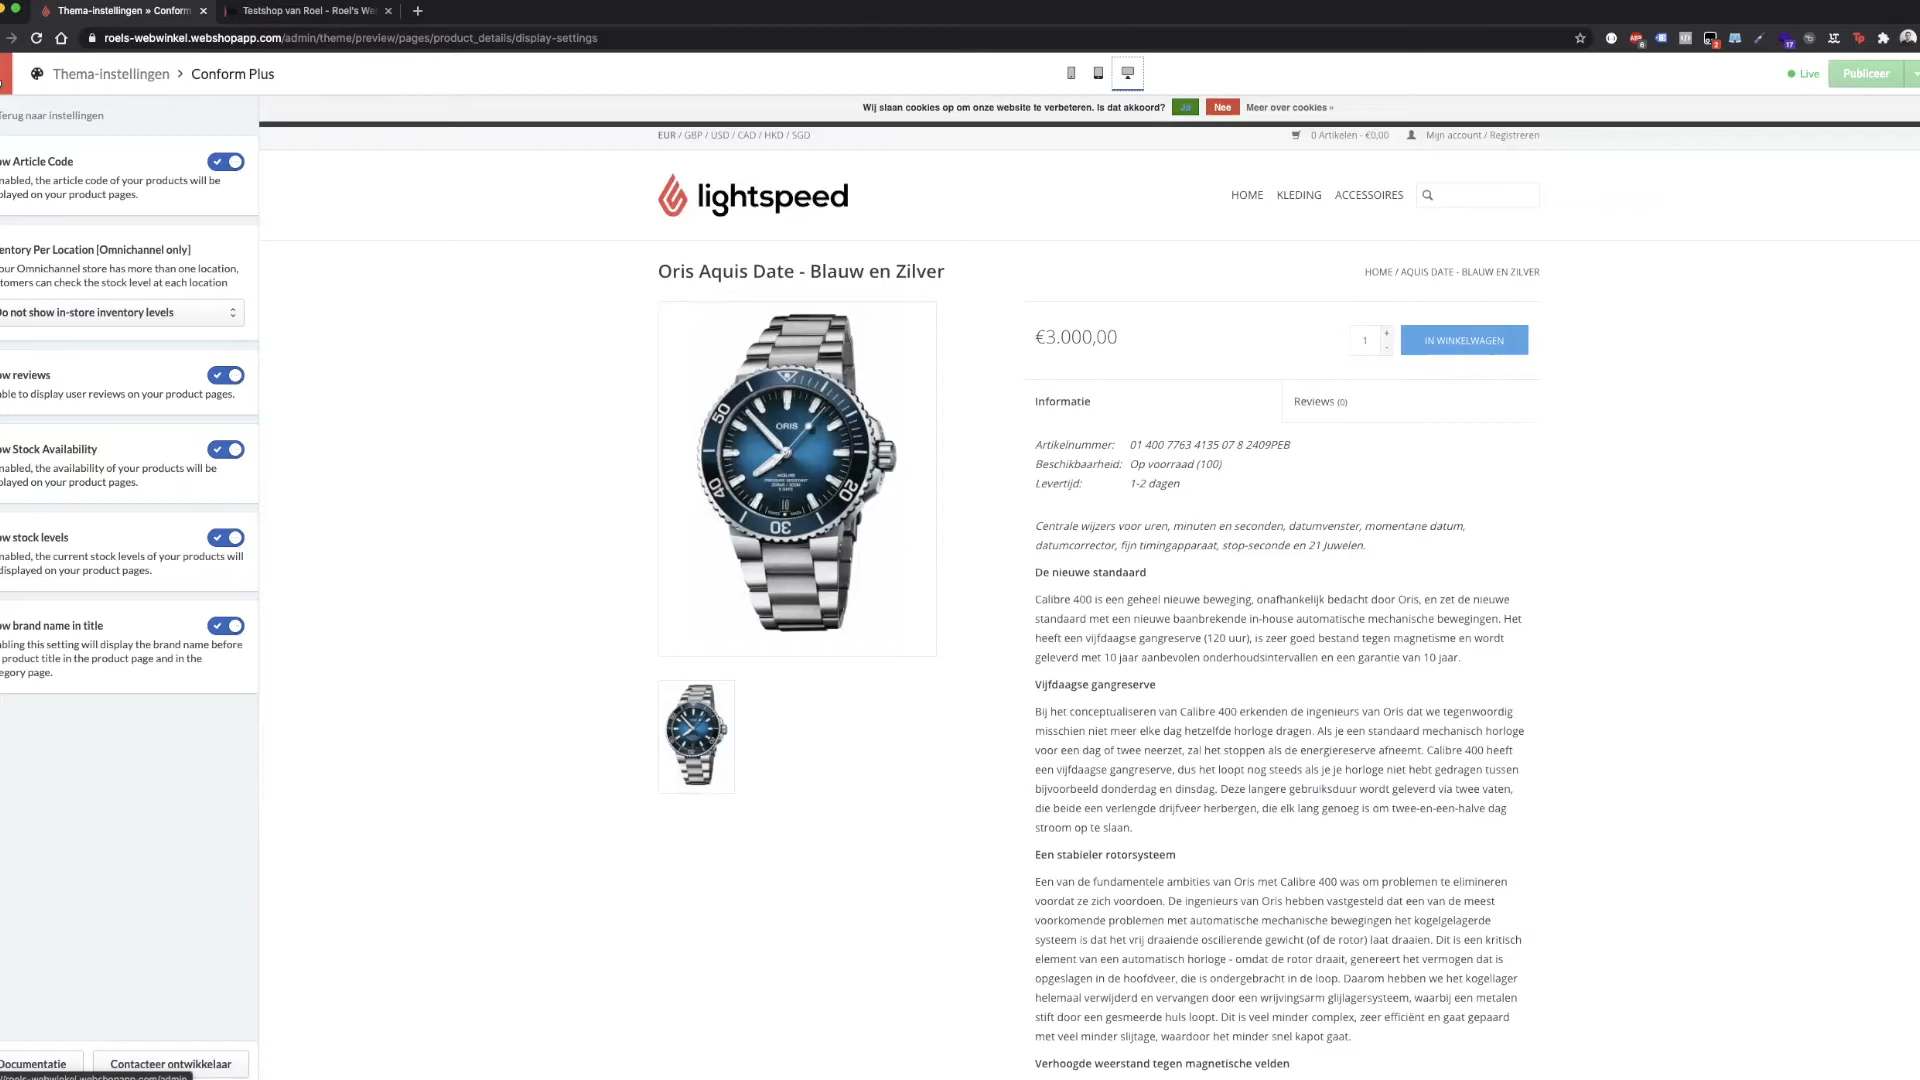 Thema-instellingen » Conform
Testshop van Roel - Roel's We
roels-webwinkel.webshopapp.com/admin/theme/preview/pages/product_details/display-settings
Thema-instellingen > Conform Plus
Live
Publiceer
Terug naar instellingen
Wij slaan cookies op om onze website te verbeteren. Is dat akkoord? Ja Nee Meer over cookies »
EUR / GBP / USD / CAD / HKD / SGD
0 Artikelen - €0,00
Mijn account / Registreren
ow Article Code
nabled, the article code of your products will be
played on your product pages.
entory Per Location [Omnichannel only]
our Omnichannel store has more than one location,
tomers can check the stock level at each location
Do not show in-store inventory levels
ow reviews
able to display user reviews on your product pages.
ow Stock Availability
nabled, the availability of your products will be
played on your product pages.
ow stock levels
nabled, the current stock levels of your products will
displayed on your product pages.
ow brand name in title
abling this setting will display the brand name before
product title in the product page and in the
egory page.
Documentatie
Contacteer ontwikkelaar
lightspeed
HOME KLEDING ACCESSOIRES
Oris Aquis Date - Blauw en Zilver
HOME / AQUIS DATE - BLAUW EN ZILVER
ORIS
AQUIS
50
40
30
20
10
€3.000,00
1
+
-
IN WINKELWAGEN
Informatie
Reviews (0)
Artikelnummer: 01 400 7763 4135 07 8 2409PEB
Beschikbaarheid: Op voorraad (100)
Levertijd: 1-2 dagen
Centrale wijzers voor uren, minuten en seconden, datumvenster, momentane datum,
datumcorrector, fijn timingapparaat, stop-seconde en 21 Juwelen.
De nieuwe standaard
Calibre 400 is een geheel nieuwe beweging, onafhankelijk bedacht door Oris, en zet de nieuwe
standaard met een nieuwe baanbrekende in-house automatische mechanische bewegingen. Het
heeft een vijfdaagse gangreserve (120 uur), is zeer goed bestand tegen magnetisme en wordt
geleverd met 10 jaar aanbevolen onderhoudsintervallen en een garantie van 10 jaar.
Vijfdaagse gangreserve
Bij het conceptualiseren van Calibre 400 erkenden de ingenieurs van Oris dat we tegenwoordig
misschien niet meer elke dag hetzelfde horloge dragen. Als je een standaard mechanisch horloge
voor een dag of twee neerzet, zal het stoppen als de energiereserve afneemt. Calibre 400 heeft
een vijfdaagse gangreserve, dus het loopt nog steeds als je je horloge niet hebt gedragen tussen
bijvoorbeeld donderdag en dinsdag. Deze langere gebruiksduur wordt geleverd via twee vaten,
die beide een verlengde drijfveer herbergen, die elk lang genoeg is om twee-en-een-halve dag
stroom op te slaan.
Een stabieler rotorsysteem
Een van de fundamentele ambities van Oris met Calibre 400 was om problemen te elimineren
voordat ze zich voordoen. De ingenieurs van Oris hebben vastgesteld dat een van de meest
voorkomende problemen met automatische mechanische bewegingen het kogelgelagerde
systeem is dat het vrij draaiende oscillerende gewicht (of de rotor) laat draaien. Dit is een kritisch
element van een automatisch horloge - omdat de rotor draait, genereert het vermogen dat is
opgeslagen in de hoofdveer, die is ondergebracht in de loop. Daarom hebben we het kogellager
helemaal verwijderd en vervangen door een wrijvingsarm glijlagersysteem, waarbij een metalen
stift door een gesmeerde huls loopt. Dit is veel minder complex, zeer efficiënt en gaat gepaard
met veel minder slijtage, waardoor het minder snel kapot gaat.
Verhoogde weerstand tegen magnetische velden